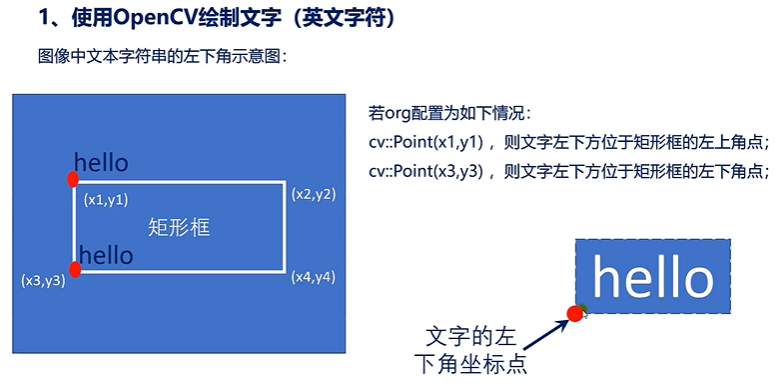 1、使用OpenCV绘制文字（英文字符）
图像中文本字符串的左下角示意图：
hello
(x1,y1)
(x2,y2)
矩形框
hello
(x3,y3)
(x4,y4)
若org配置为如下情况：
cv::Point(x1,y1) ，则文字左下方位于矩形框的左上角点;
cv::Point(x3,y3) ，则文字左下方位于矩形框的左下角点;
hello
文字的左
下角坐标点